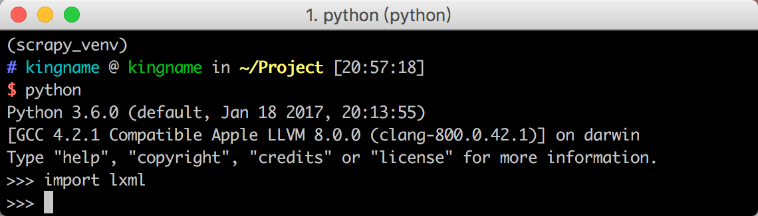 1. python (python)
(scrapy_venv)
# kingname @ kingname in ~/Project [20:57:18]
$ python
Python 3.6.0 (default, Jan 18 2017, 20:13:55)
[GCC 4.2.1 Compatible Apple LLVM 8.0.0 (clang-800.0.42.1)] on darwin
Type "help", "copyright", "credits" or "license" for more information.
>>> import lxml
>>>